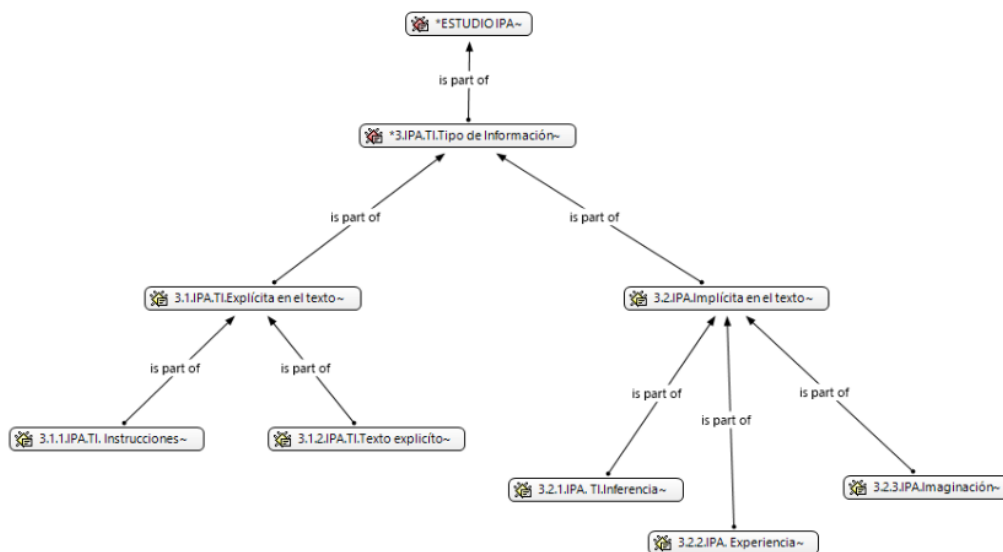 *ESTUDIO IPA~
is part of
*3.IPA.TI.Tipo de Información~
is part of
is part of
3.1.IPA.TI.Explícita en el texto~
3.2.IPA.Implícita en el texto~
is part of
is part of
is part of
is part of
is part of
3.1.1.IPA.TI. Instrucciones~
3.1.2.IPA.TI.Texto explicíto~
3.2.1.IPA. TI.Inferencia~
3.2.3.IPA.Imaginación~
3.2.2.IPA. Experiencia~